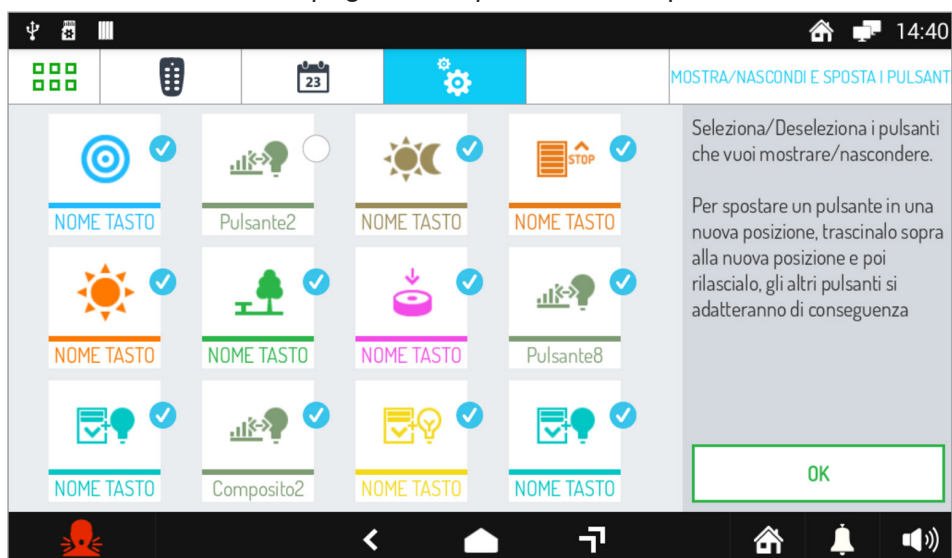 14:40
23
MOSTRA/NASCONDI E SPOSTA I PULSANT
STOP
NOME TASTO
Pulsante2
NOME TASTO
NOME TASTO
NOME TASTO
NOME TASTO
NOME TASTO
Pulsante8
NOME TASTO
Composito2
NOME TASTO
NOME TASTO
Seleziona/Deseleziona i pulsanti
che vuoi mostrare/nascondere.
Per spostare un pulsante in una
nuova posizione, trascinalo sopra
alla nuova posizione e poi
rilascialo, gli altri pulsanti si
adatteranno di conseguenza
OK